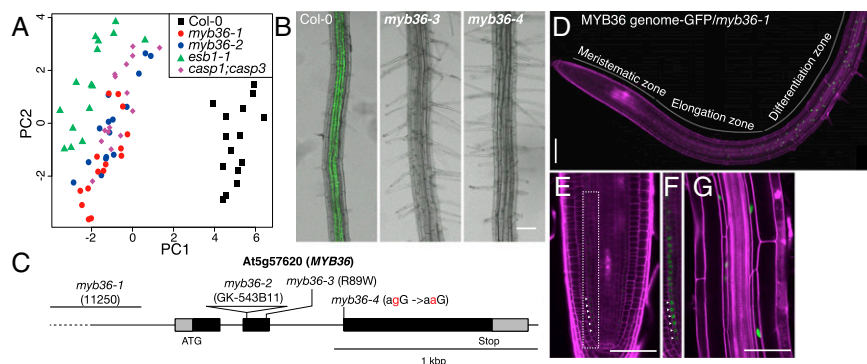 A
Col-0
myb36-1
myb36-2
esb1-1
casp1;casp3
4
2
0
-2
PC2
-2
0
2
4
6
PC1
B
Col-0
myb36-3
myb36-4
C
At5g57620 (MYB36)
myb36-1
(11250)
myb36-2
(GK-543B11)
myb36-3 (R89W)
myb36-4 (agG ->aaG)
ATG
Stop
1 kbp
D
MYB36 genome-GFP/myb36-1
Meristematic zone
Elongation zone
Differentiation zone
E
F
G